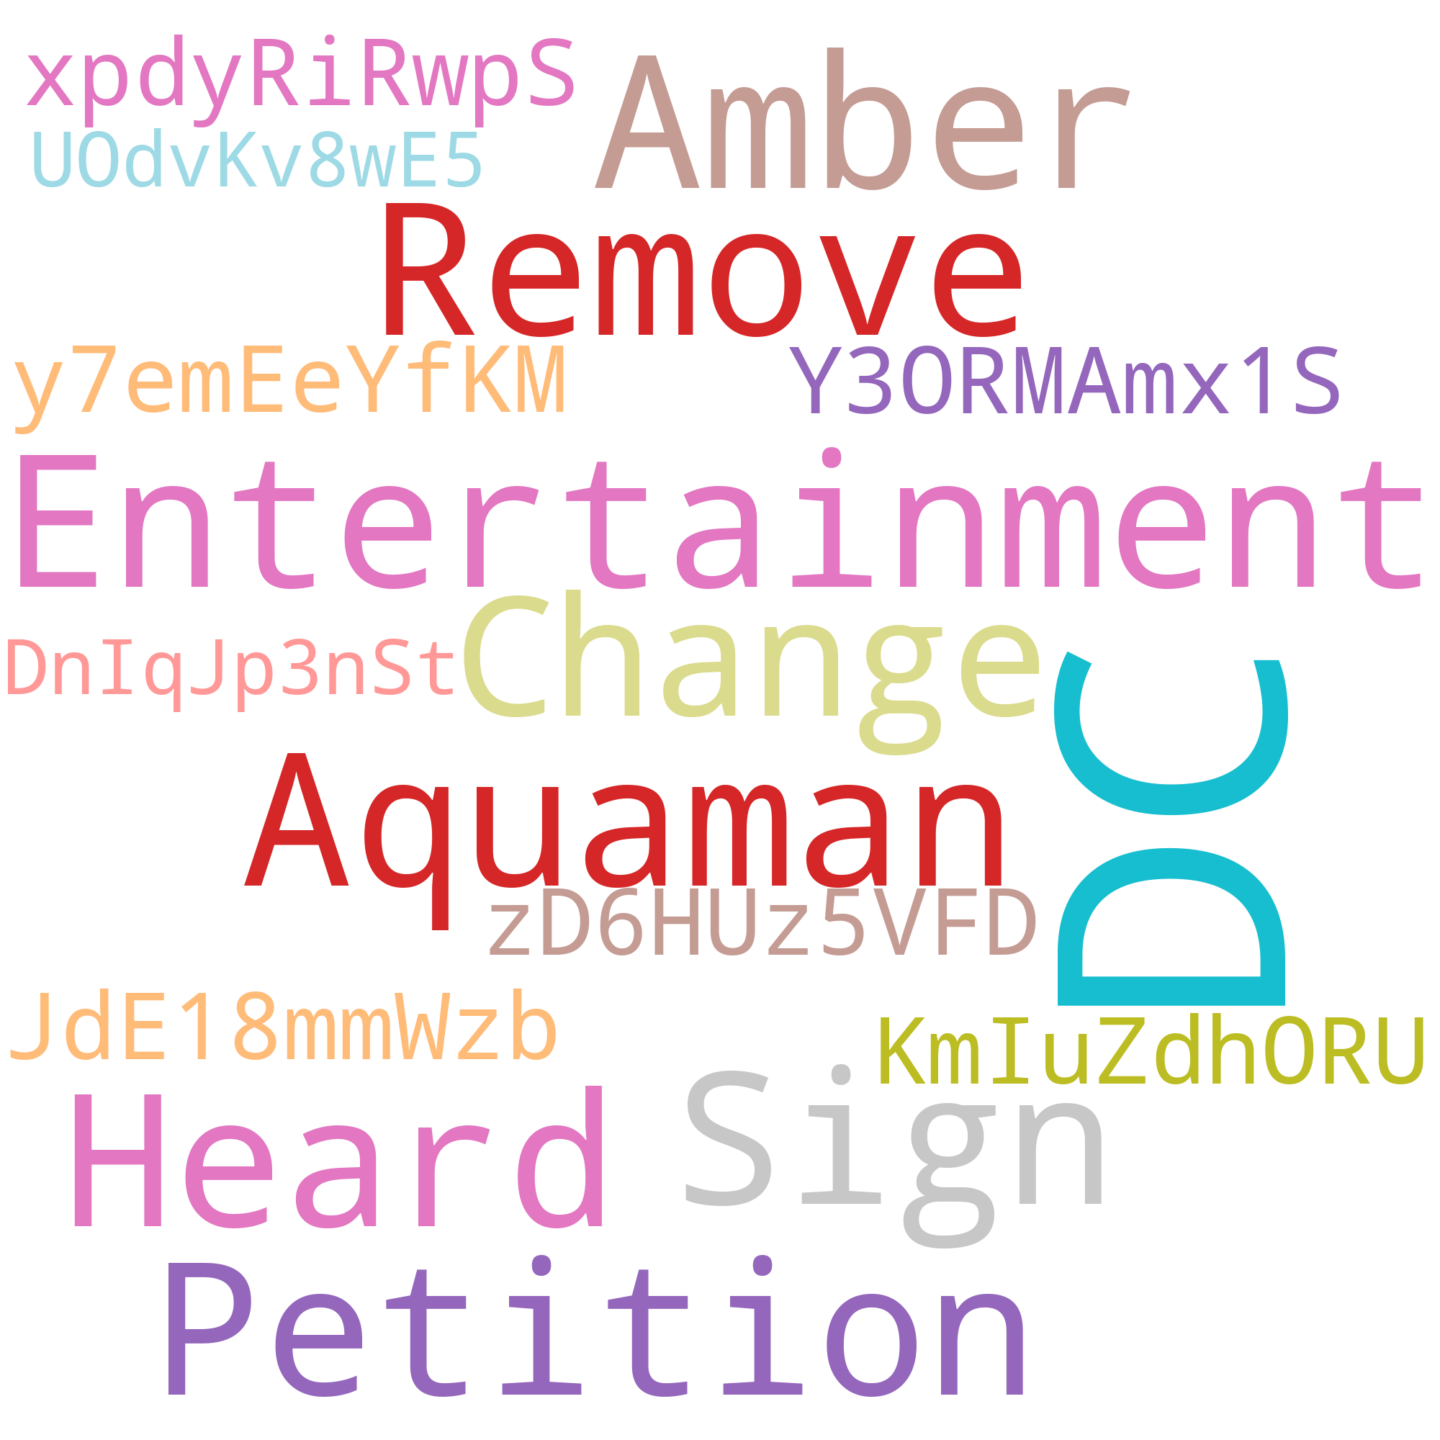 xpdyRiRwpS
Amber
UOdvKv8wE5
Remove
y7emEeYfKM
Y3ORMAmx1S
Entertainment
Change
DnIqJp3nSt
DC
Aquaman
zD6HUz5VFD
JdE18mmWzb
KmIuZdhORU
Heard
Sign
Petition